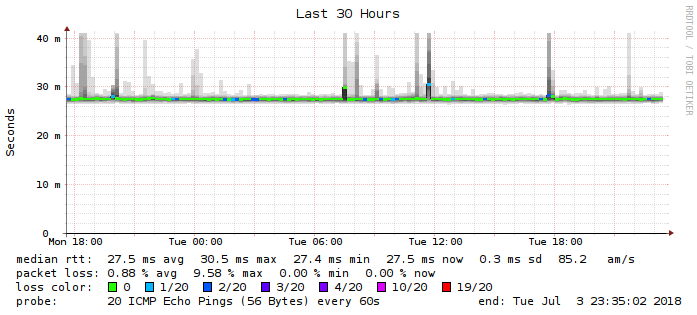 Last 30 Hours
RRDTOOL / TOBI OETIKER
Seconds
40 m
30 m
20 m
10 m
0
Mon 18:00 Tue 00:00 Tue 06:00 Tue 12:00 Tue 18:00
median rtt: 27.5 ms avg 30.5 ms max 27.4 ms min 27.5 ms now 0.3 ms sd 85.2 am/s
packet loss: 0.88 % avg 9.58 % max 0.00 % min 0.00 % now
loss color: 0 1/20 2/20 3/20 4/20 10/20 19/20
probe: 20 ICMP Echo Pings (56 Bytes) every 60s end: Tue Jul 3 23:35:02 2018